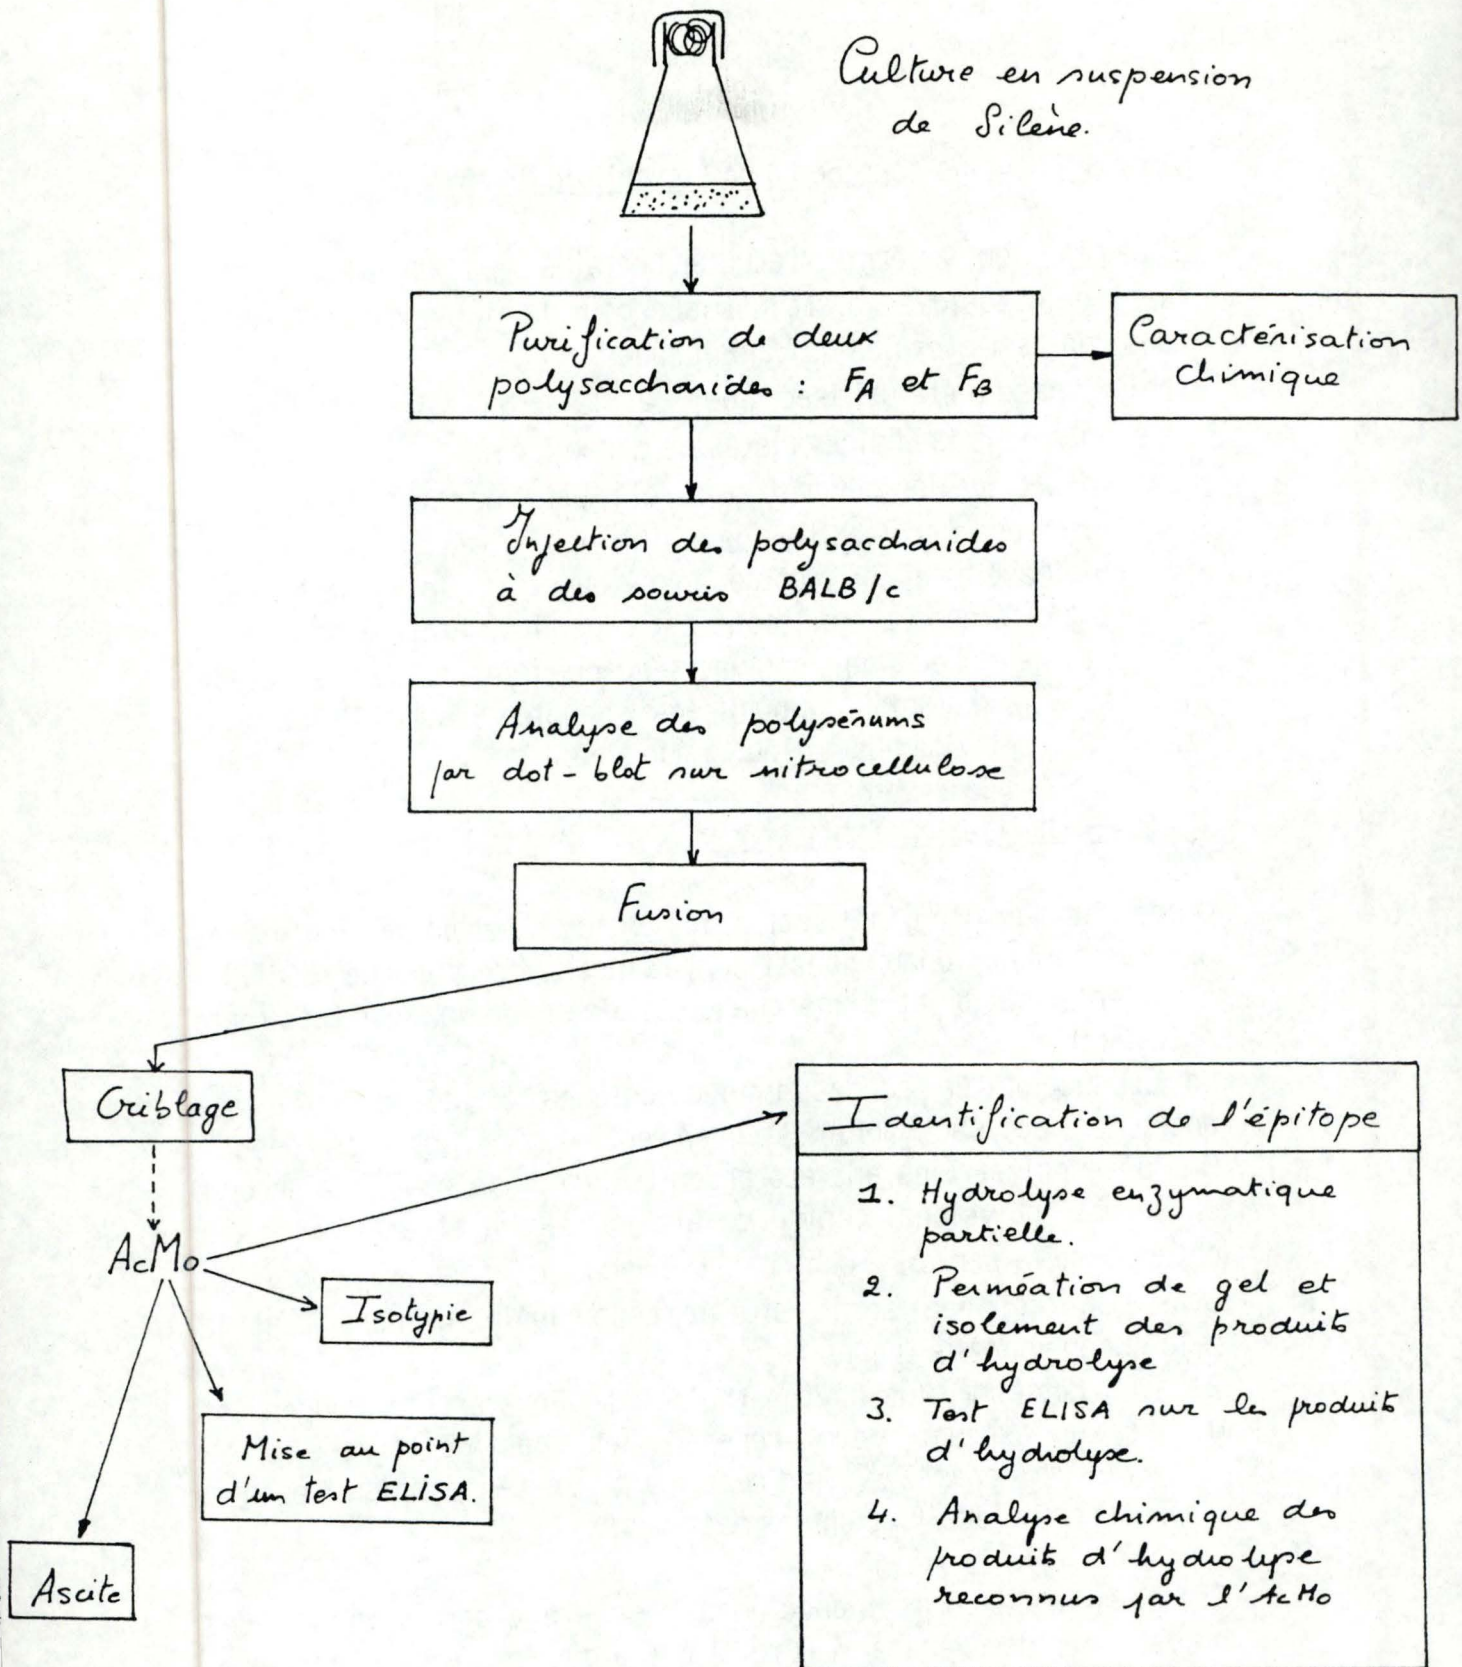 Culture en suspension
de Silène.
Purification de deux
polysaccharides : FA et FB
Caractérisation
chimique
Injection des polysaccharides
à des souris BALB/c
Analyse des polysérums
par dot-blot sur nitrocellulose
Fusion
Criblage
AcMo
Isotypie
Mise au point
d'un test ELISA.
Ascite
Identification de l'épitope
1. Hydrolyse enzymatique
partielle.
2. Perméation de gel et
isolement des produits
d'hydrolyse
3. Test ELISA sur les produits
d'hydrolyse.
4. Analyse chimique des
produits d'hydrolyse
reconnus par l'AcMo